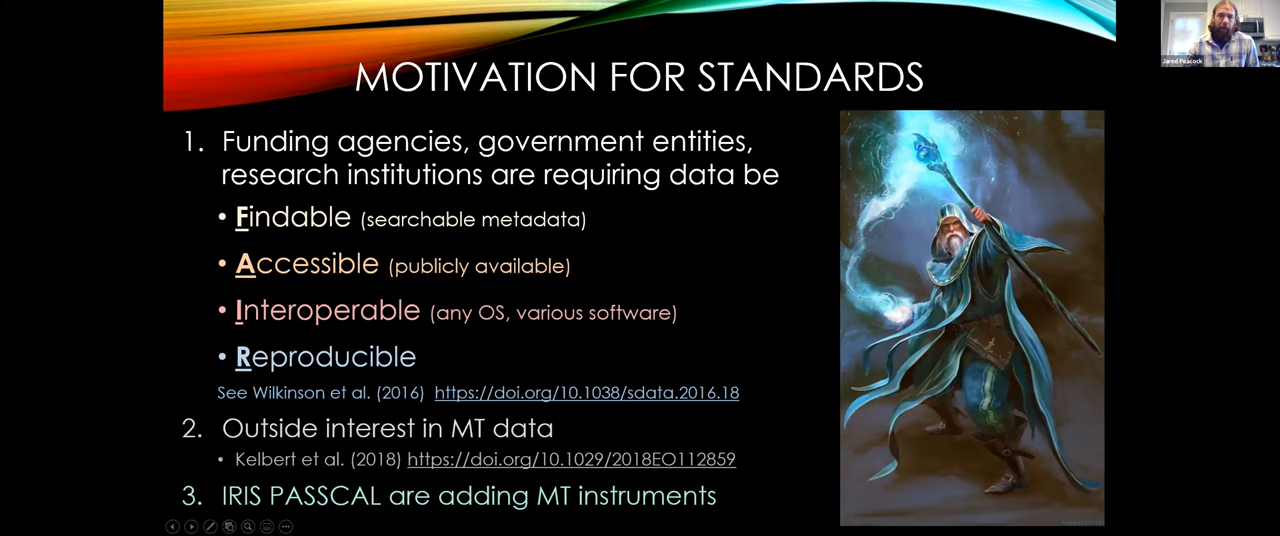 MOTIVATION FOR STANDARDS
Jared Peacock
1. Funding agencies, government entities,
research institutions are requiring data be
• Findable (searchable metadata)
• Accessible (publicly available)
• Interoperable (any OS, various software)
• Reproducible
See Wilkinson et al. (2016) https://doi.org/10.1038/sdata.2016.18
2. Outside interest in MT data
• Kelbert et al. (2018) https://doi.org/10.1029/2018EO112859
3. IRIS PASSCAL are adding MT instruments